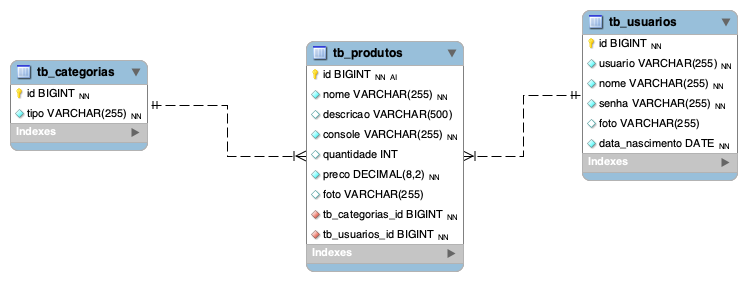 tb_categorias
id BIGINT NN
tipo VARCHAR(255) NN
Indexes
tb_produtos
id BIGINT NN AI
nome VARCHAR(255) NN
descricao VARCHAR(500)
console VARCHAR(255) NN
quantidade INT
preco DECIMAL(8,2) NN
foto VARCHAR(255)
tb_categorias_id BIGINT NN
tb_usuarios_id BIGINT NN
Indexes
tb_usuarios
id BIGINT NN
usuario VARCHAR(255) NN
nome VARCHAR(255) NN
senha VARCHAR(255) NN
foto VARCHAR(255)
data_nascimento DATE NN
Indexes